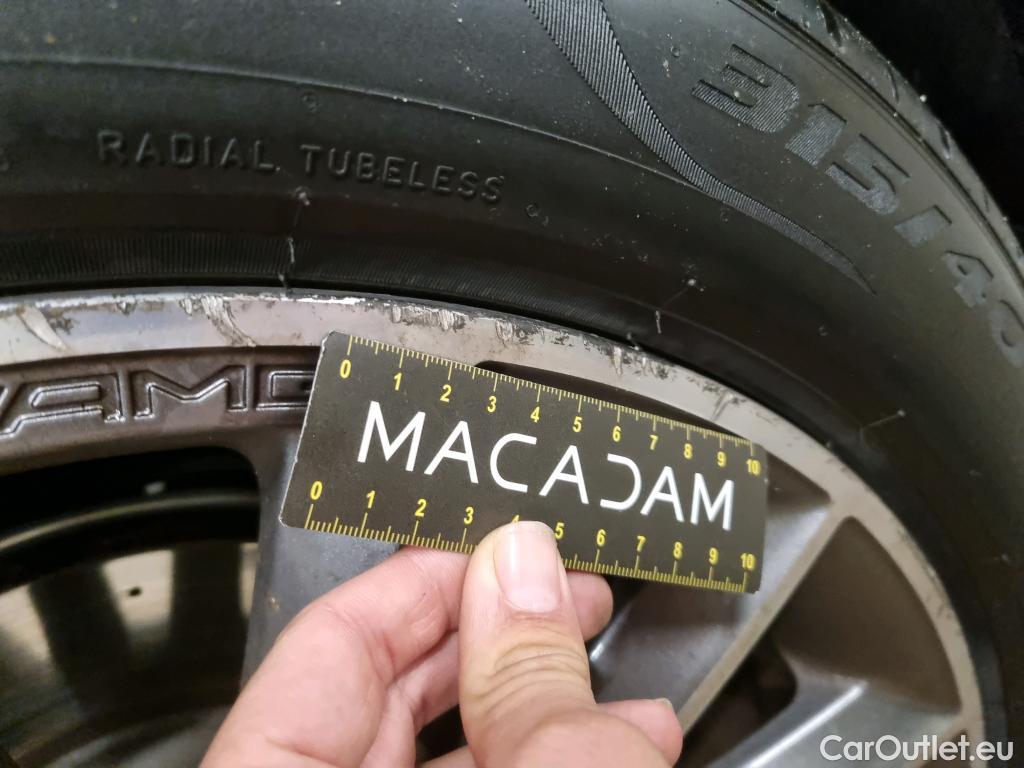 315/40
RADIAL TUBELESS
AMG
0 1 2 3 4 5 6 7 8 9 10
MACADAM
0 1 2 3 4 5 6 7 8 9 10
CarOutlet.eu